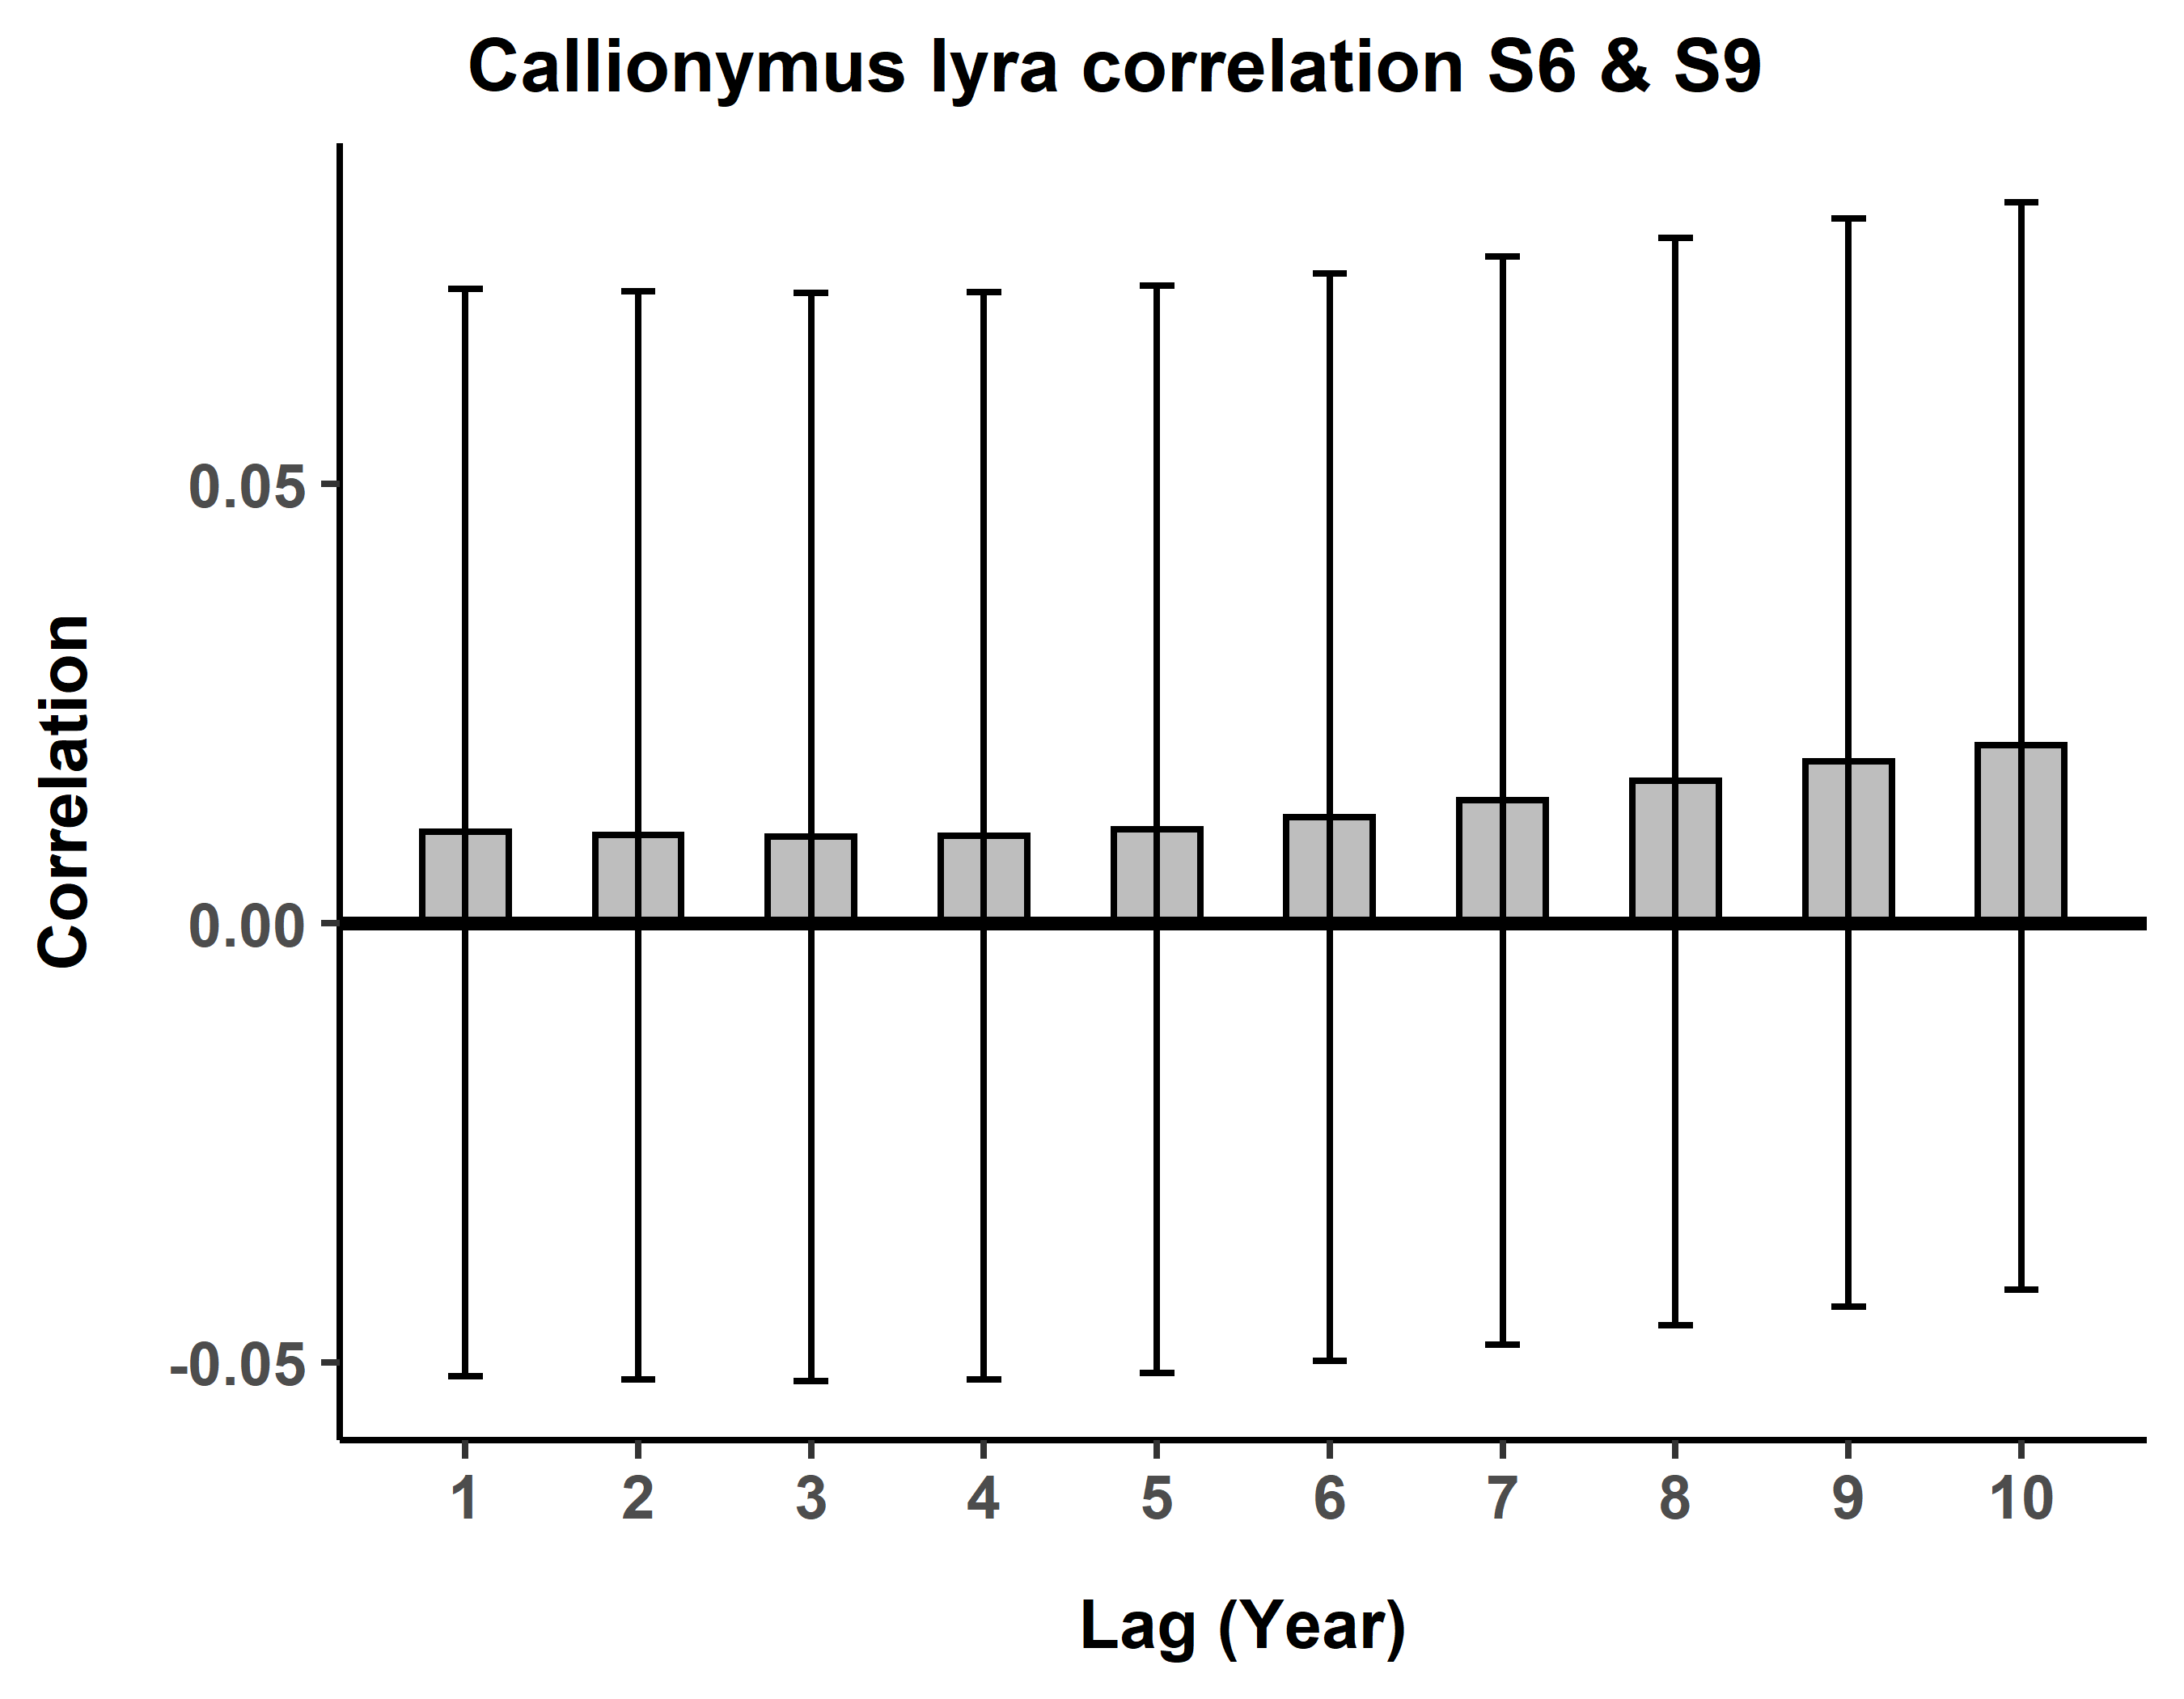 Callionymus lyra correlation S6 & S9
Correlation
0.05
0.00
-0.05
1 2 3 4 5 6 7 8 9 10
Lag (Year)